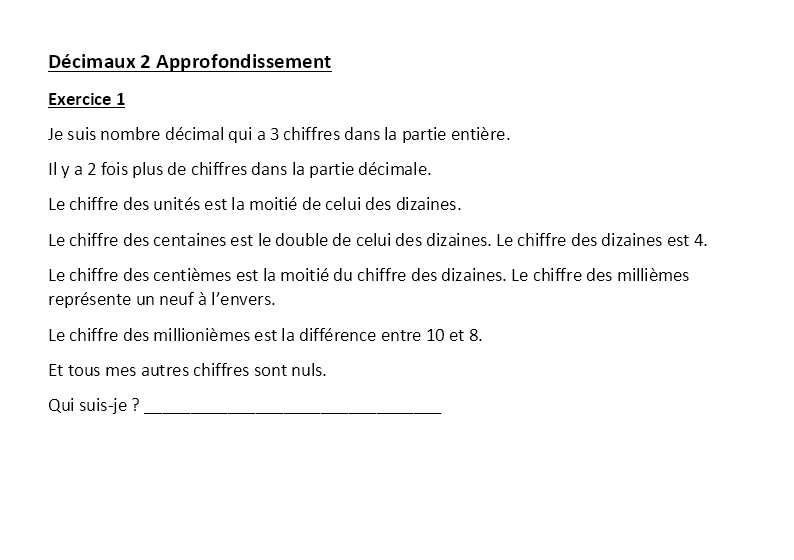 Décimaux 2 Approfondissement
Exercice 1
Je suis nombre décimal qui a 3 chiffres dans la partie entière.
Il y a 2 fois plus de chiffres dans la partie décimale.
Le chiffre des unités est la moitié de celui des dizaines.
Le chiffre des centaines est le double de celui des dizaines. Le chiffre des dizaines est 4.
Le chiffre des centièmes est la moitié du chiffre des dizaines. Le chiffre des millièmes
représente un neuf à l’envers.
Le chiffre des millionièmes est la différence entre 10 et 8.
Et tous mes autres chiffres sont nuls.
Qui suis-je ? ________________________________